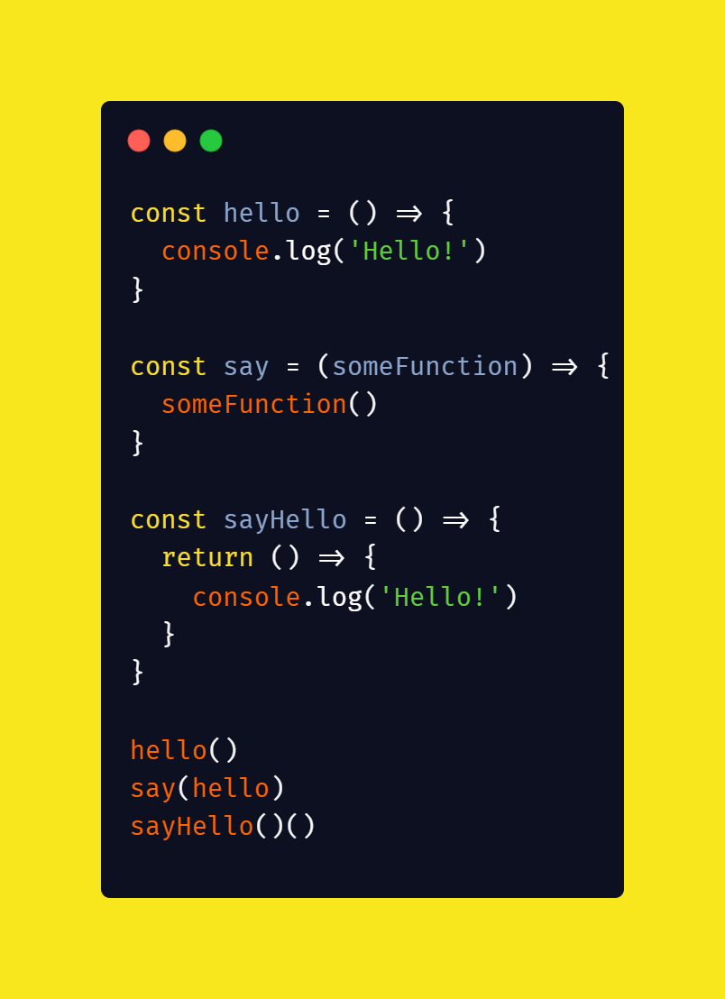 const hello = () => {
  console.log('Hello!')
}

const say = (someFunction) => {
  someFunction()
}

const sayHello = () => {
  return () => {
    console.log('Hello!')
  }
}

hello()
say(hello)
sayHello()()